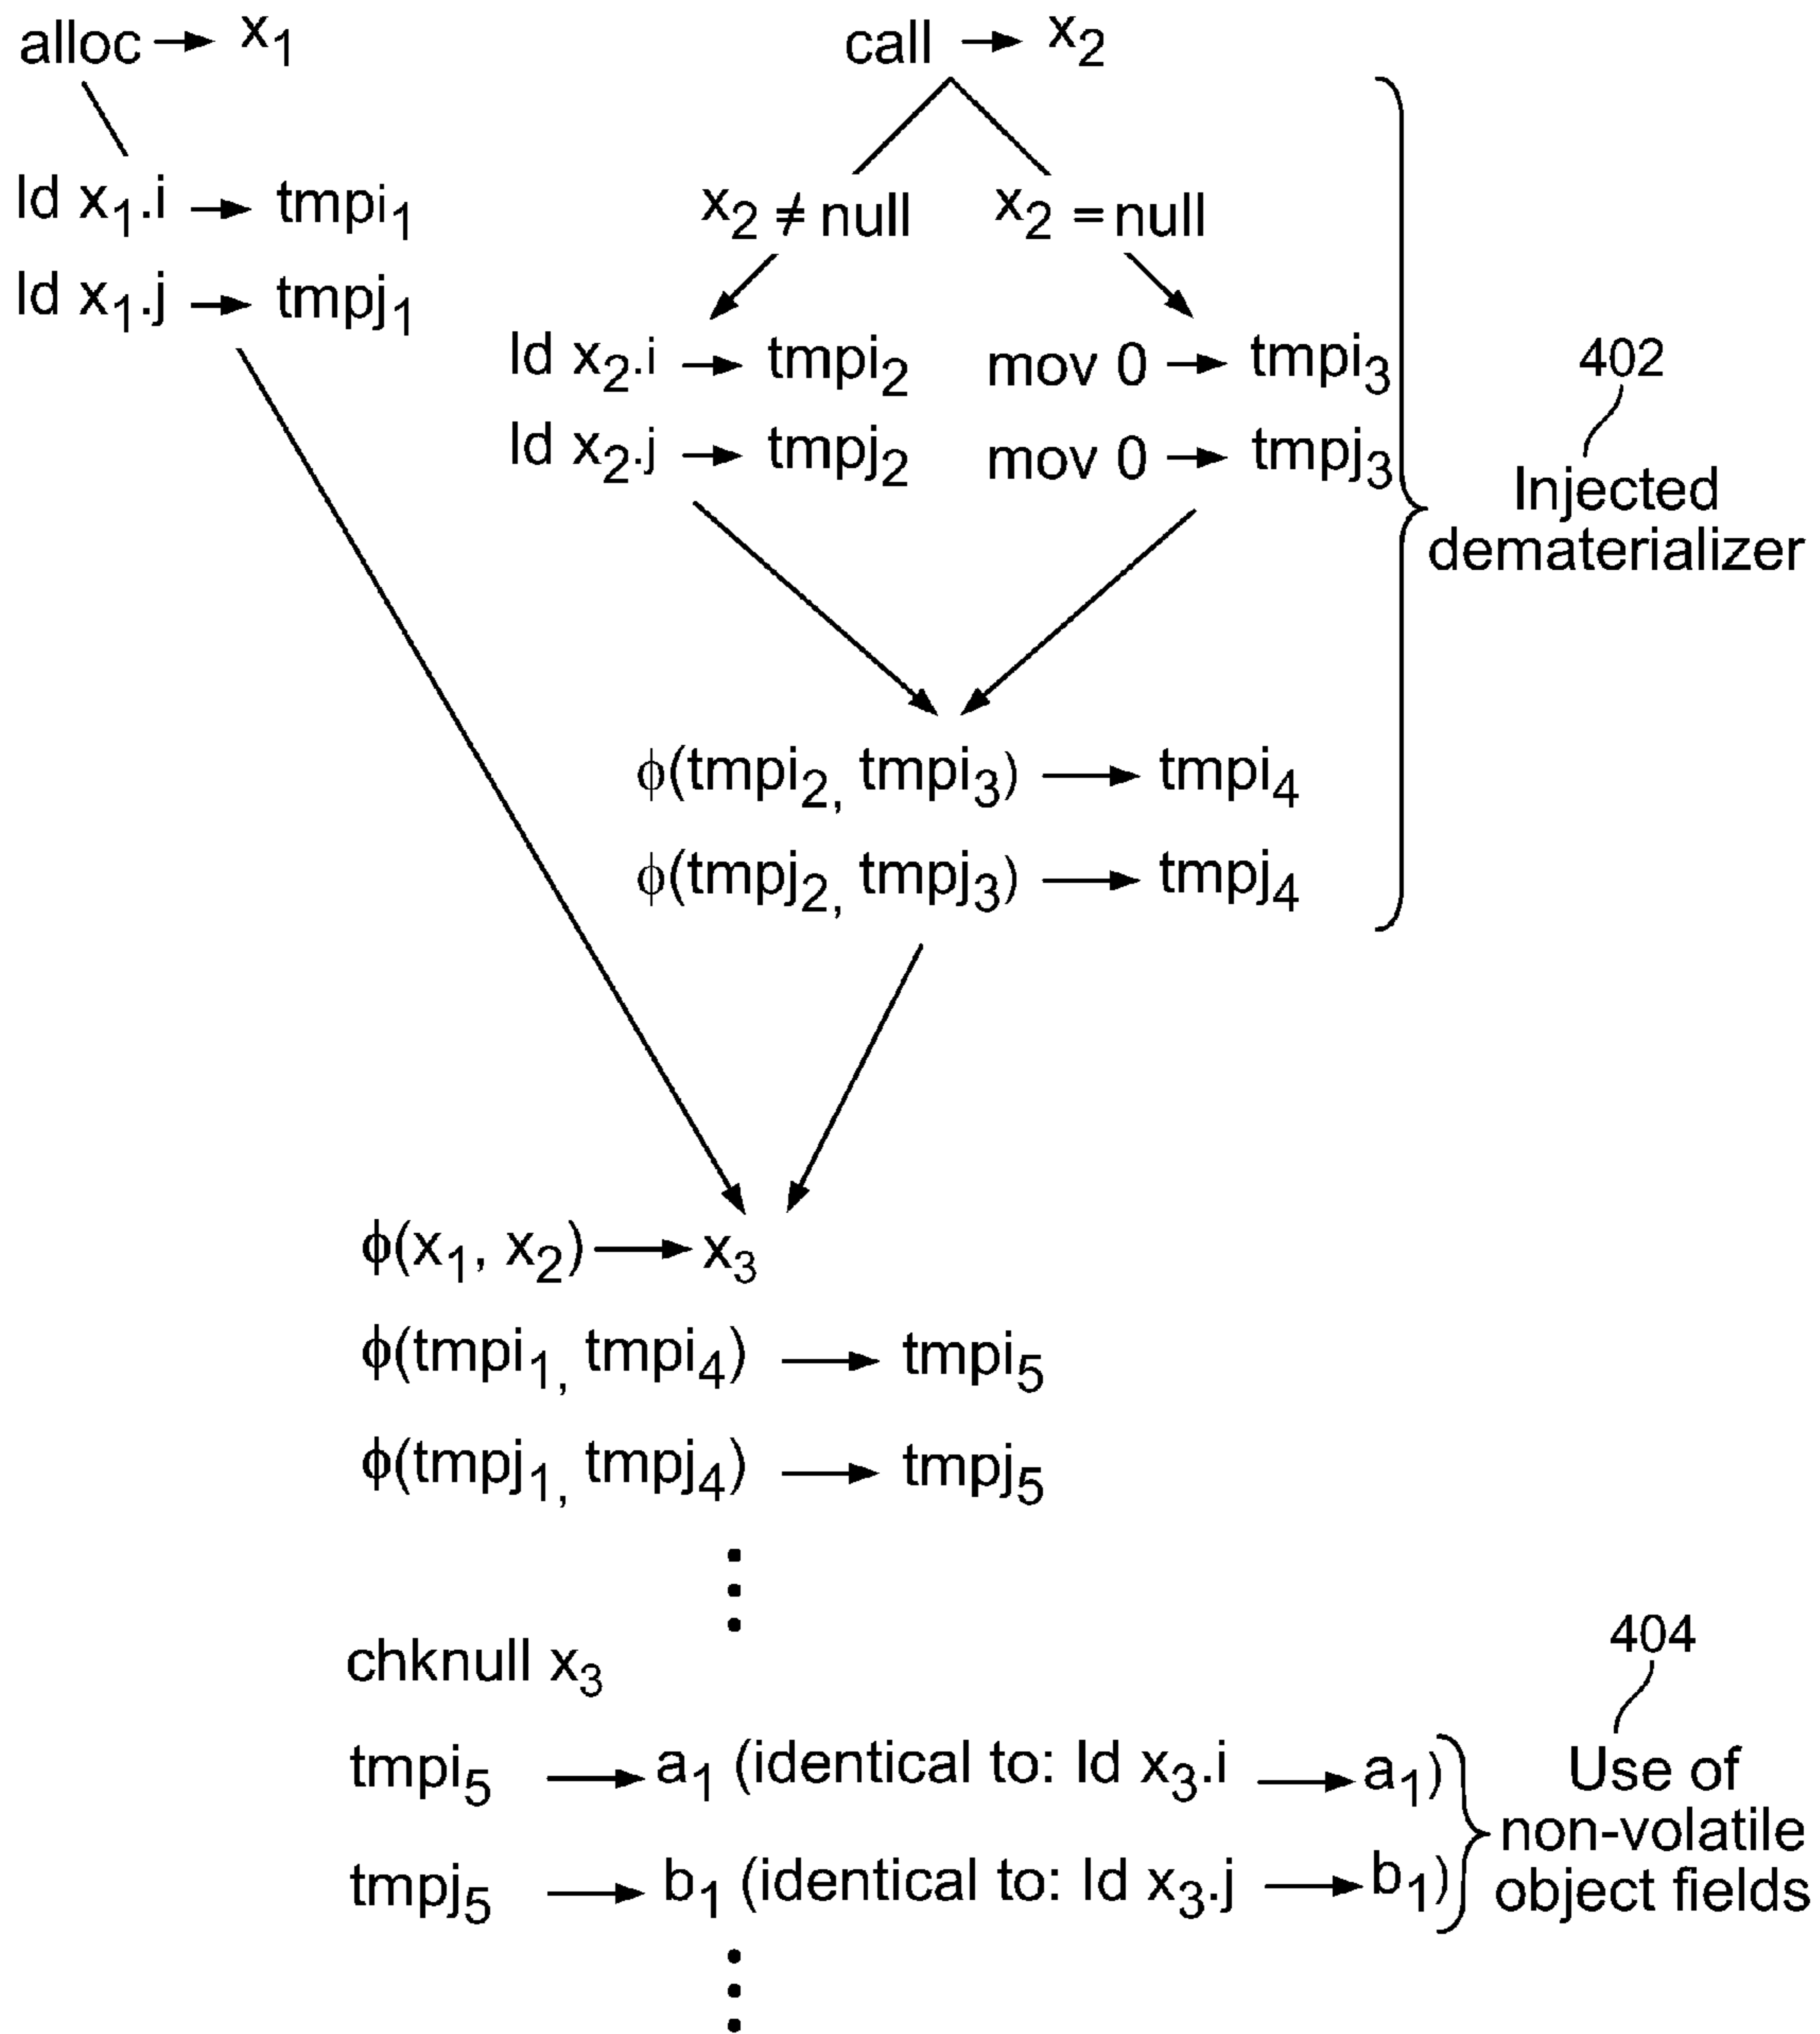 alloc → x₁
call → x₂
ld x₁.i → tmpi₁
ld x₁.j → tmpj₁
x₂ ≠ null
x₂ = null
ld x₂.i → tmpi₂
mov 0 → tmpi₃
ld x₂.j → tmpj₂
mov 0 → tmpj₃
402
Injected
dematerializer
ϕ(tmpi₂, tmpi₃) → tmpi₄
ϕ(tmpj₂, tmpj₃) → tmpj₄
ϕ(x₁, x₂) → x₃
ϕ(tmpi₁, tmpi₄) → tmpi₅
ϕ(tmpj₁, tmpj₄) → tmpj₅
chknull x₃
tmpi₅ → a₁ (identical to: ld x₃.i → a₁)
tmpj₅ → b₁ (identical to: ld x₃.j → b₁)
404
Use of
non-volatile
object fields